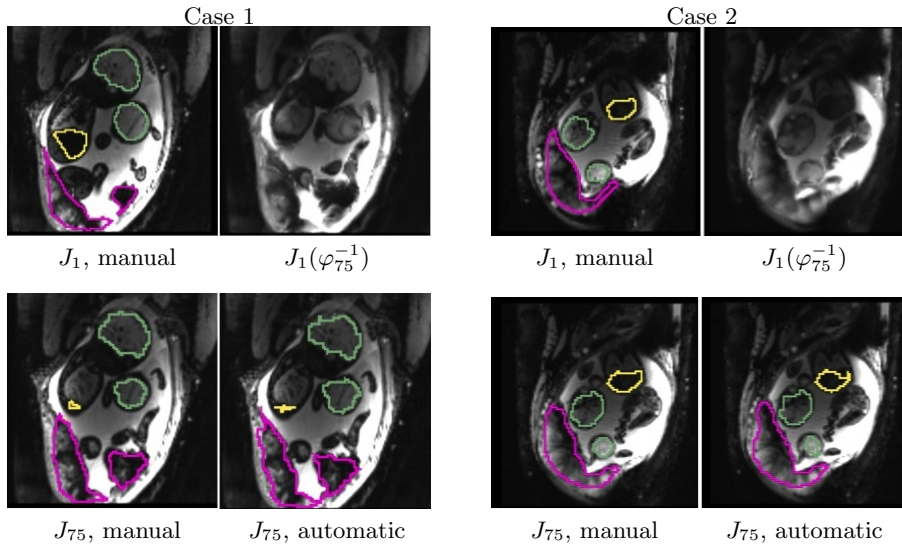 Case 1 Case 2
J₁, manual J₁(φ₇₅⁻¹) J₁, manual J₁(φ₇₅⁻¹)
J₇₅, manual J₇₅, automatic J₇₅, manual J₇₅, automatic